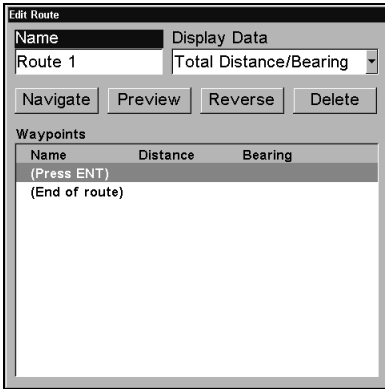 Edit Route
Name Display Data
Route 1 Total Distance/Bearing
Navigate Preview Reverse Delete
Waypoints
Name Distance Bearing
(Press ENT)
(End of route)